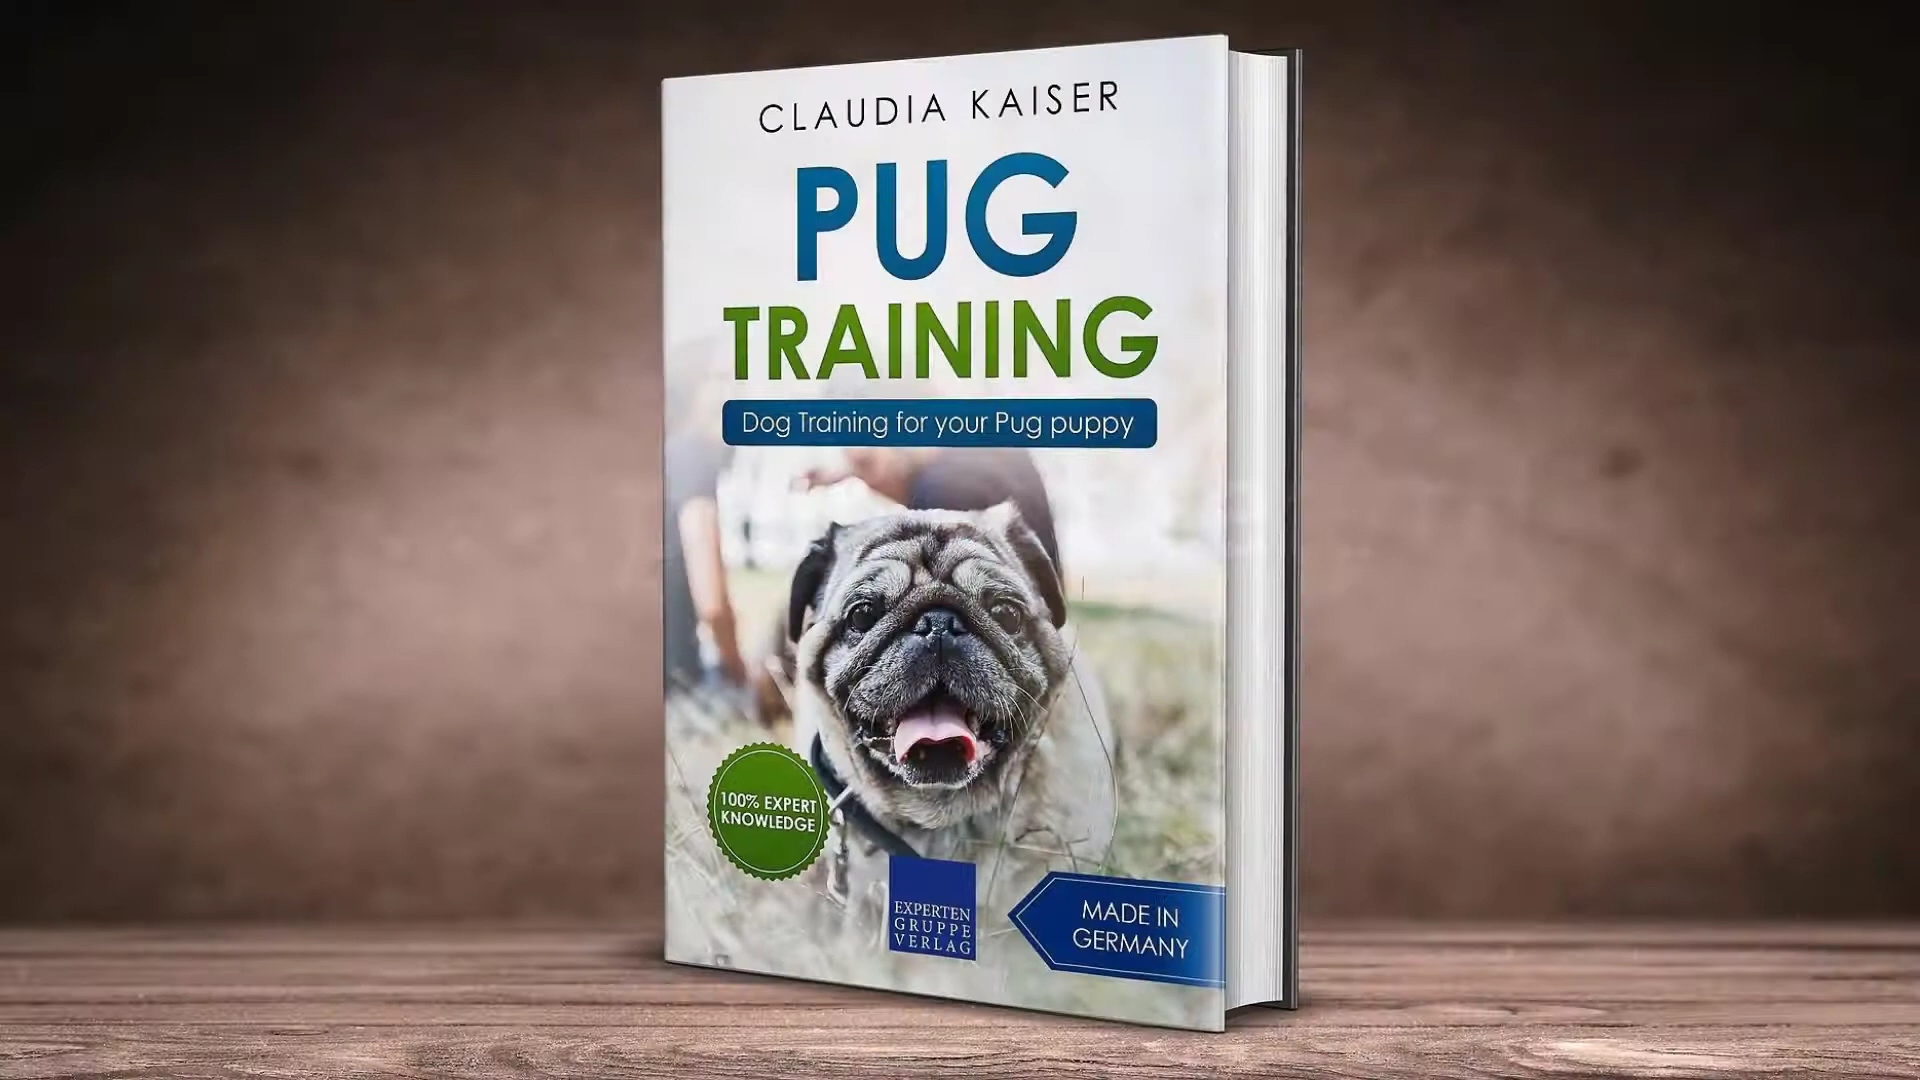 CLAUDIA KAISER
PUG
TRAINING
Dog Training for your Pug puppy
100% EXPERT
KNOWLEDGE
EXPERTEN
GRUPPE
VERLAG
MADE IN
GERMANY